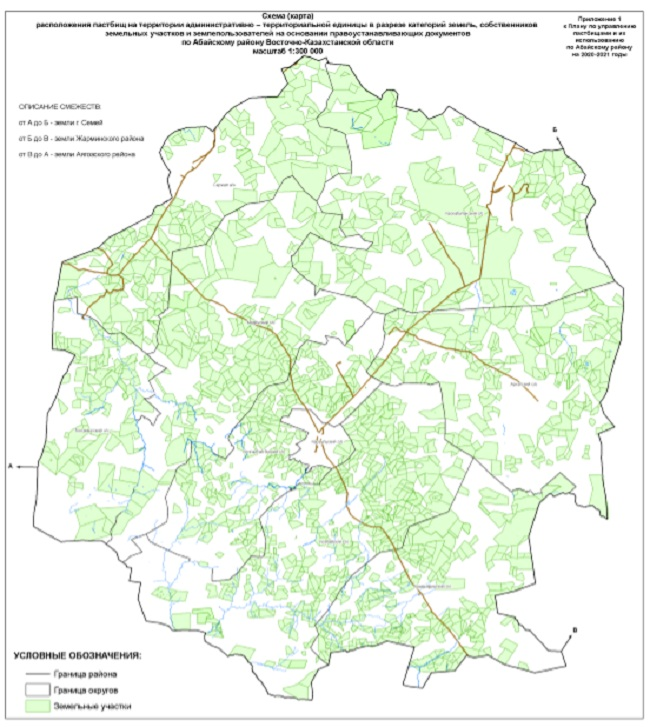 Схема (карта)
расположения пастбищ на территории административно – территориальной единицы в разрезе категорий земель, собственников
земельных участков и землепользователей на основании правоустанавливающих документов
по Абайскому району Восточно-Казахстанской области
масштаб 1:300 000
Приложение 1
к Плану по управлению
пастбищами и их
использованию
по Абайскому району
на 2020-2021 годы
ОПИСАНИЕ СМЕЖЕСТВ:
от А до Б - земли г. Семей
от Б до В - земли Жарминского района
от В до А - земли Аягозского района
Б
А
В
УСЛОВНЫЕ ОБОЗНАЧЕНИЯ:
Граница района
Граница округов
Земельные участки